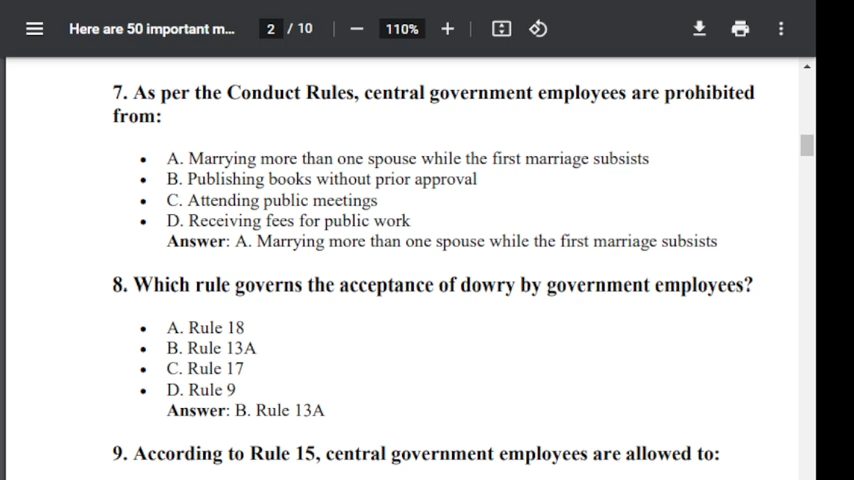 Here are 50 important m... 2 / 10 110%
7. As per the Conduct Rules, central government employees are prohibited
from:
• A. Marrying more than one spouse while the first marriage subsists
• B. Publishing books without prior approval
• C. Attending public meetings
• D. Receiving fees for public work
Answer: A. Marrying more than one spouse while the first marriage subsists
8. Which rule governs the acceptance of dowry by government employees?
• A. Rule 18
• B. Rule 13A
• C. Rule 17
• D. Rule 9
Answer: B. Rule 13A
9. According to Rule 15, central government employees are allowed to: